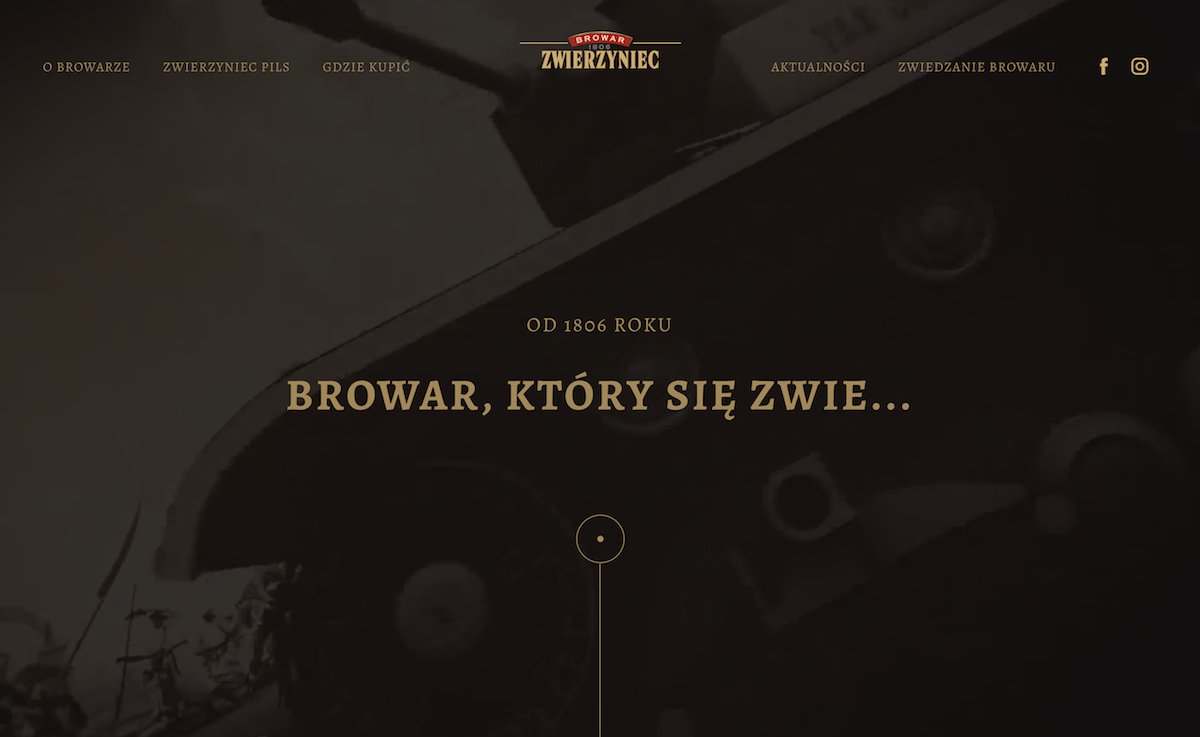 BROWAR
1806
ZWIERZYNIEC
O BROWARZE
ZWIERZYNIEC PILS
GDZIE KUPIĆ
AKTUALNOŚCI
ZWIEDZANIE BROWARU
OD 1806 ROKU
BROWAR, KTÓRY SIĘ ZWIE...